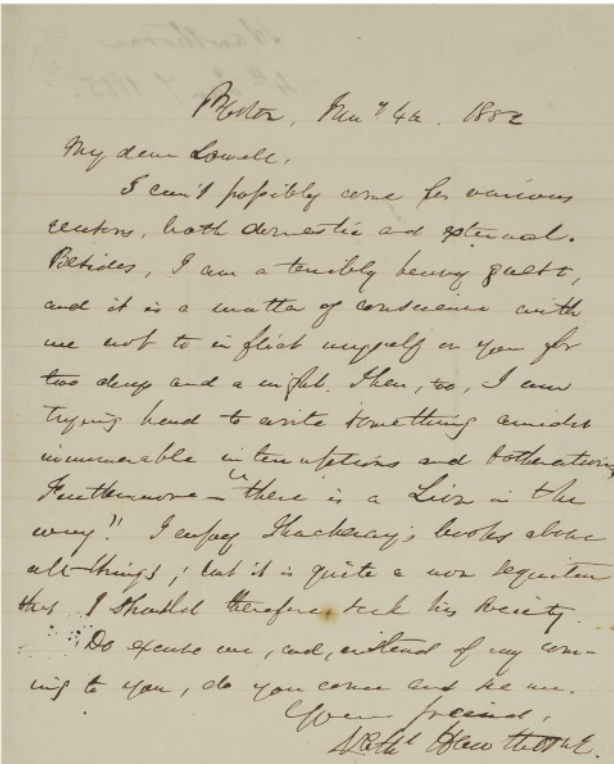 Hawthorne
Boston, Jan'y 4th. 1853
My dear Lowell,
I can't possibly come for various
reasons, both domestic and external.
Besides, I am a terribly heavy guest,
and it is a matter of conscience with
me not to inflict myself on you for
two days and a night. Then, too, I am
trying hard to write something amidst
innumerable interruptions and botherations
Furthermore—"there is a Lion in the
way"! I enjoy Thackeray's books above
all things; but it is quite a non sequitur
that I should therefore seek his society.
Do excuse me, and, instead of my com-
ing to you, do you come and see me.
Your friend,
Nathl Hawthorne.